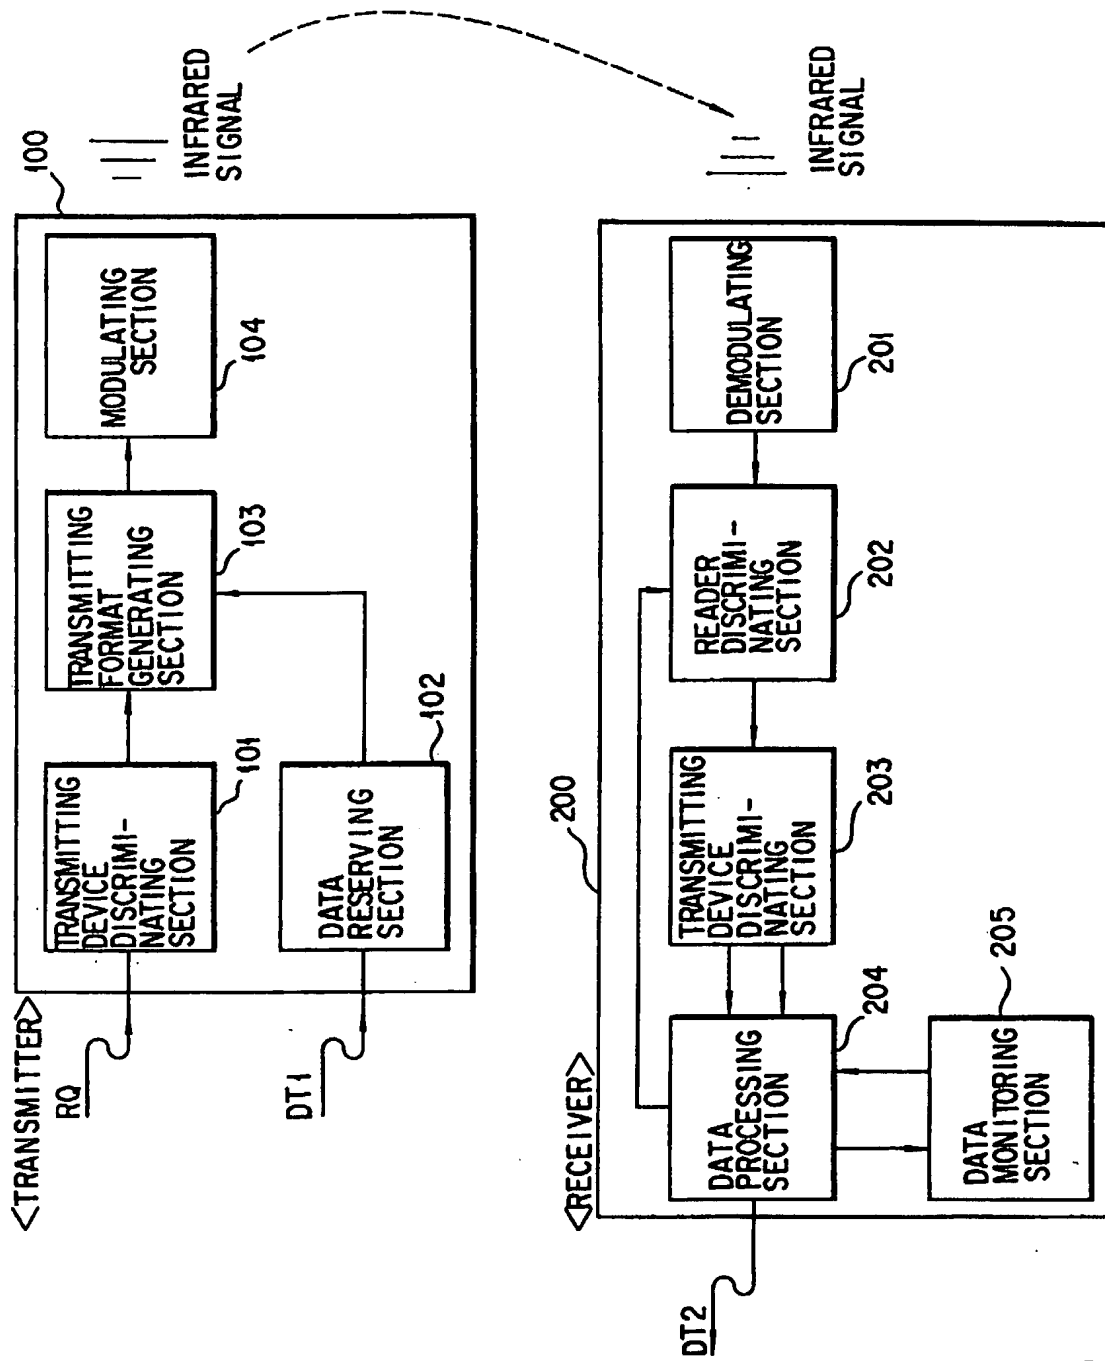 <TRANSMITTER>
100
RQ
TRANSMITTING
DEVICE
DISCRIMI-
NATING
SECTION
101
TRANSMITTING
FORMAT
GENERATING
SECTION
103
MODULATING
SECTION
104
INFRARED
SIGNAL
DT1
DATA
RESERVING
SECTION
102
<RECEIVER>
200
DT2
DATA
PROCESSING
SECTION
204
TRANSMITTING
DEVICE
DISCRIMI-
NATING
SECTION
203
READER
DISCRIMI-
NATING
SECTION
202
DEMODULATING
SECTION
201
INFRARED
SIGNAL
DATA
MONITORING
SECTION
205